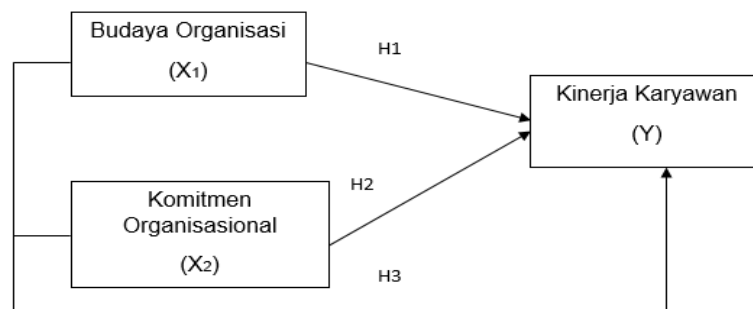 Budaya Organisasi
(X₁)
H1
Kinerja Karyawan
(Y)
Komitmen
Organisasional
(X₂)
H2
H3